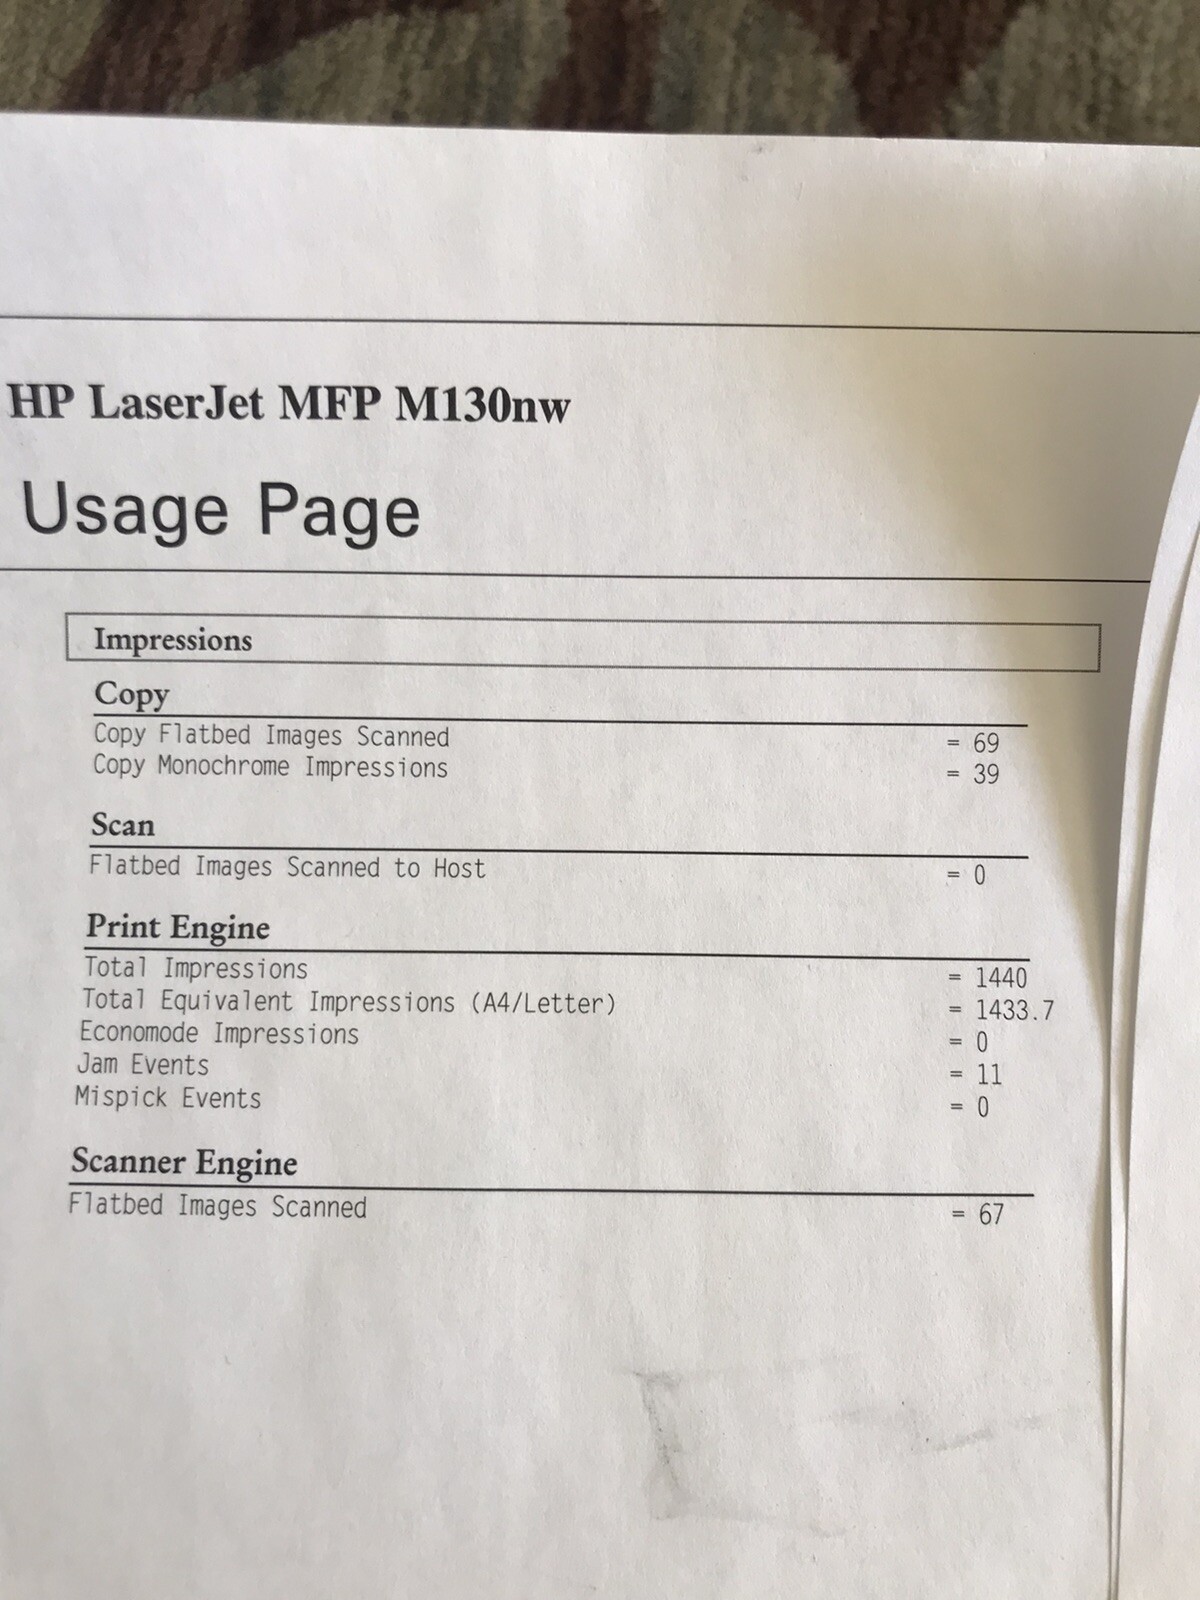 HP LaserJet MFP M130nw
Usage Page
Impressions
Copy
Copy Flatbed Images Scanned = 69
Copy Monochrome Impressions = 39
Scan
Flatbed Images Scanned to Host = 0
Print Engine
Total Impressions = 1440
Total Equivalent Impressions (A4/Letter) = 1433.7
Economode Impressions = 0
Jam Events = 11
Mispick Events = 0
Scanner Engine
Flatbed Images Scanned = 67